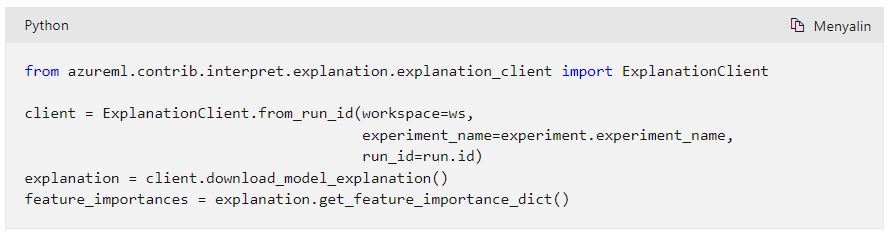 Python
Menyalin
from azureml.contrib.interpret.explanation.explanation_client import ExplanationClient
client = ExplanationClient.from_run_id(workspace=ws,
                                       experiment_name=experiment.experiment_name,
                                       run_id=run.id)
explanation = client.download_model_explanation()
feature_importances = explanation.get_feature_importance_dict()